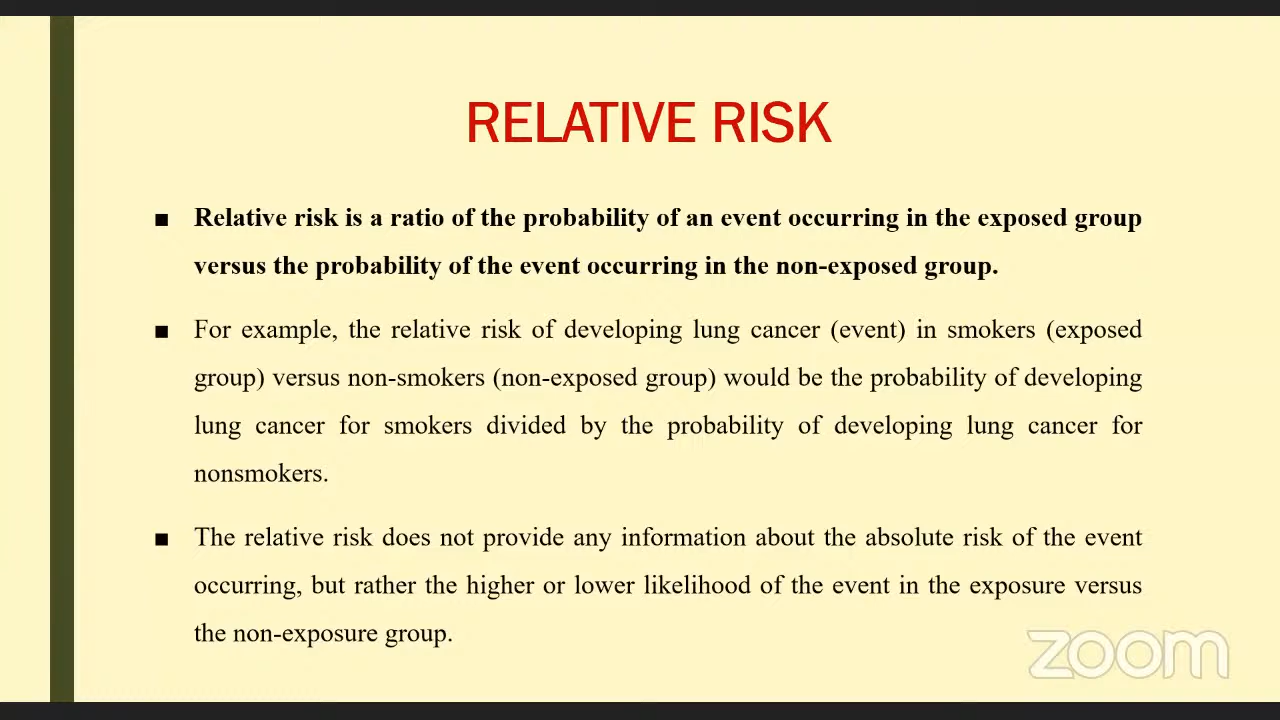 RELATIVE RISK
■ Relative risk is a ratio of the probability of an event occurring in the exposed group
versus the probability of the event occurring in the non-exposed group.
■ For example, the relative risk of developing lung cancer (event) in smokers (exposed
group) versus non-smokers (non-exposed group) would be the probability of developing
lung cancer for smokers divided by the probability of developing lung cancer for
nonsmokers.
■ The relative risk does not provide any information about the absolute risk of the event
occurring, but rather the higher or lower likelihood of the event in the exposure versus
the non-exposure group.
zoom